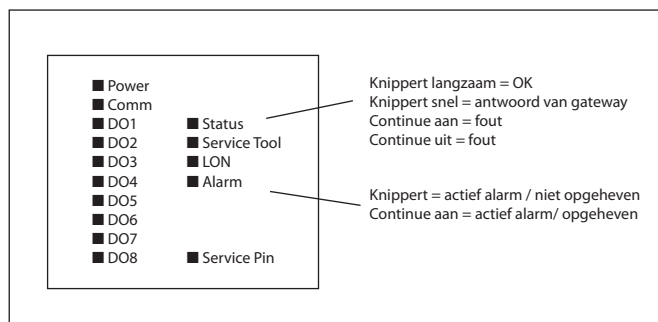 Power
Comm
DO1
DO2
DO3
DO4
DO5
DO6
DO7
DO8
Status
Service Tool
LON
Alarm
Service Pin
Knippert langzaam = OK
Knippert snel = antwoord van gateway
Continue aan = fout
Continue uit = fout
Knippert = actief alarm / niet opgeheven
Continue aan = actief alarm/ opgeheven